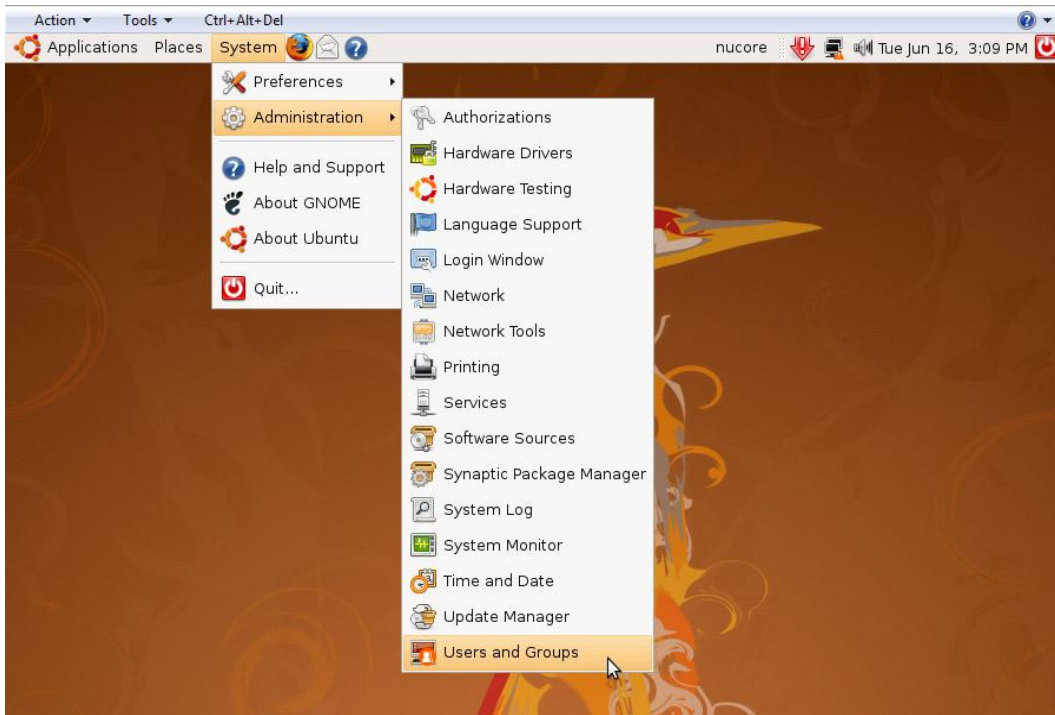 Action Tools Ctrl+Alt+Del
Applications Places System nucore Tue Jun 16, 3:09 PM
Preferences
Administration
Help and Support
About GNOME
About Ubuntu
Quit...
Authorizations
Hardware Drivers
Hardware Testing
Language Support
Login Window
Network
Network Tools
Printing
Services
Software Sources
Synaptic Package Manager
System Log
System Monitor
Time and Date
Update Manager
Users and Groups